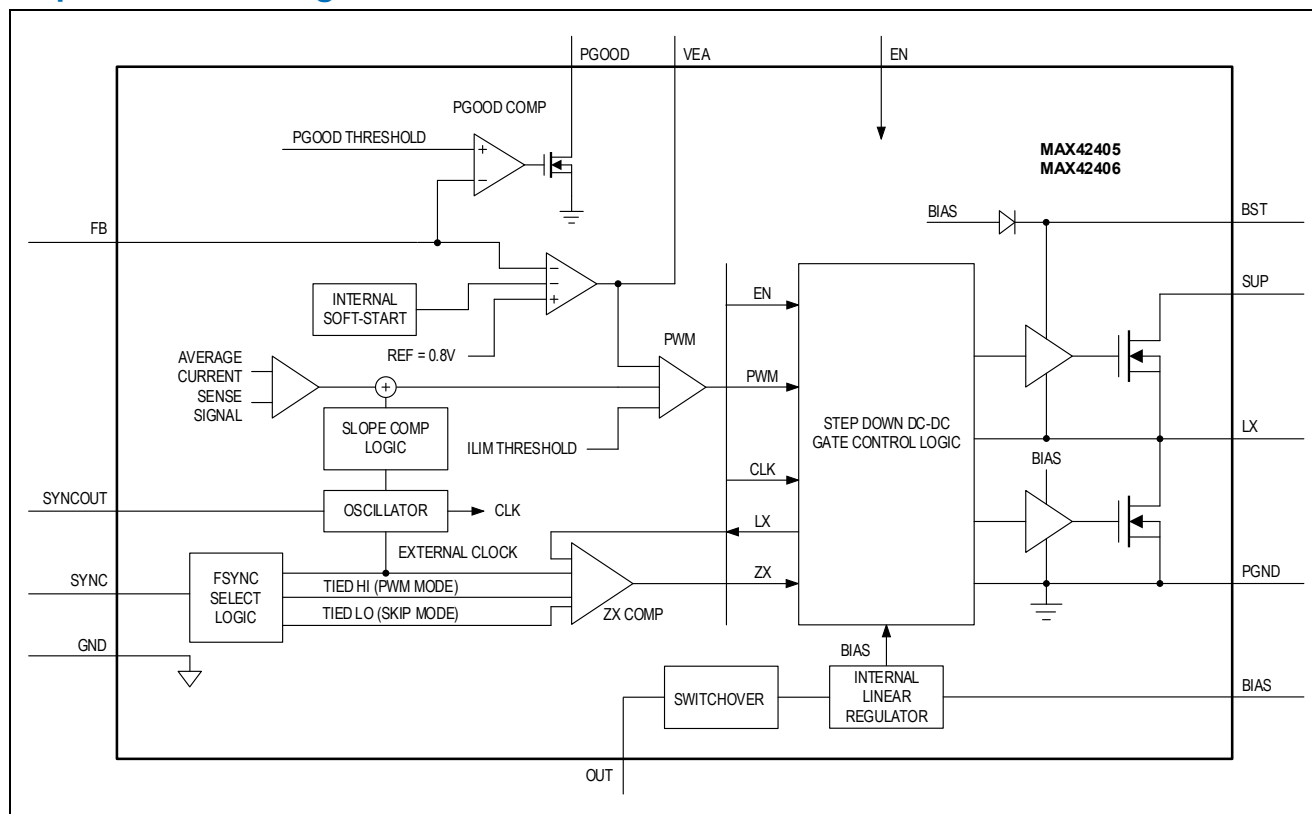 PGOOD
VEA
EN
PGOOD COMP
PGOOD THRESHOLD
+
−
MAX42405
MAX42406
BIAS
BST
FB
−
−
+
INTERNAL
SOFT-START
EN
SUP
REF = 0.8V
PWM
AVERAGE
CURRENT
SENSE
SIGNAL
+
PWM
SLOPE COMP
LOGIC
ILIM THRESHOLD
STEP DOWN DC-DC
GATE CONTROL LOGIC
LX
BIAS
CLK
SYNCOUT
OSCILLATOR
CLK
LX
EXTERNAL CLOCK
SYNC
FSYNC
SELECT
LOGIC
TIED HI (PWM MODE)
TIED LO (SKIP MODE)
ZX COMP
ZX
PGND
GND
BIAS
SWITCHOVER
INTERNAL
LINEAR
REGULATOR
BIAS
OUT